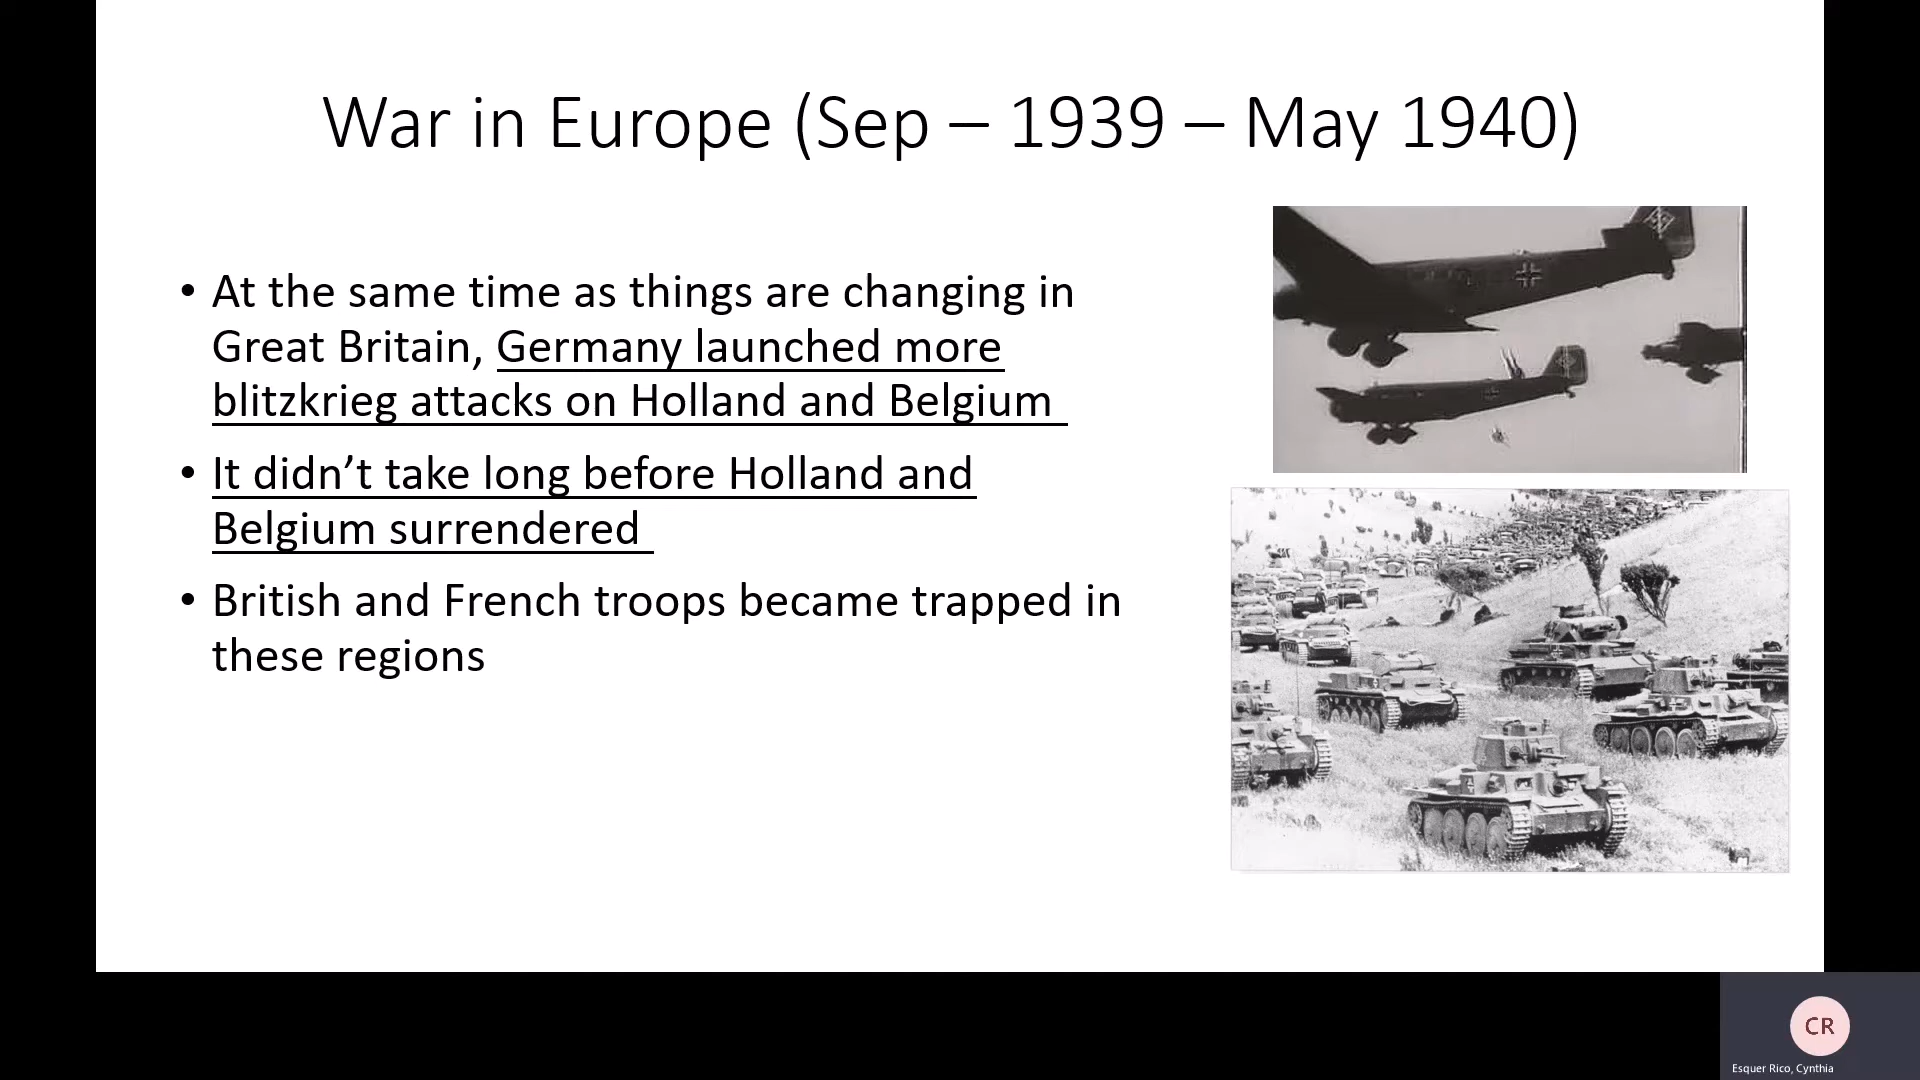 War in Europe (Sep – 1939 – May 1940)
• At the same time as things are changing in
Great Britain, Germany launched more
blitzkrieg attacks on Holland and Belgium
• It didn’t take long before Holland and
Belgium surrendered
• British and French troops became trapped in
these regions
CR
Esquer Rico, Cynthia